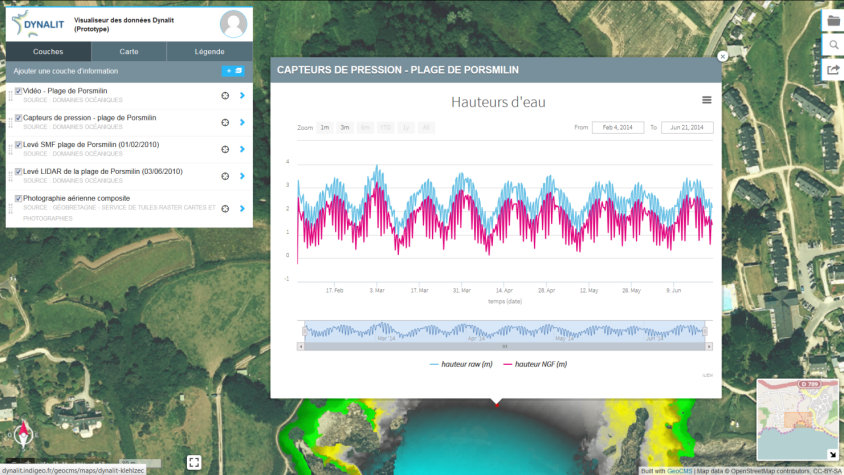 DYNALIT
Visualiseur des données Dynalit
(Prototype)
Couches
Carte
Légende
Ajouter une couche d'information
Vidéo - Plage de Porsmilin
SOURCE : DOMAINES OCÉANIQUES
Capteurs de pression - plage de Porsmilin
SOURCE : DOMAINES OCÉANIQUES
Levé SMF plage de Porsmilin (01/02/2010)
SOURCE : DOMAINES OCÉANIQUES
Levé LIDAR de la plage de Porsmilin (03/06/2010)
SOURCE : DOMAINES OCÉANIQUES
Photographie aérienne composite
SOURCE : GÉOBRETAGNE - SERVICE DE TUILES RASTER CARTES ET
PHOTOGRAPHIES
CAPTEURS DE PRESSION - PLAGE DE PORSMILIN
Hauteurs d'eau
Zoom 1m 3m 6m YTD 1y All
From Feb 4, 2014 To Jun 21, 2014
4
3
2
1
0
-1
17. Feb 3. Mar 17. Mar 31. Mar 14. Apr 28. Apr 12. May 26. May 9. Jun
temps (date)
Mar '14 Apr '14 May '14 Jun '14
hauteur raw (m) hauteur NGF (m)
D 789
dynalit.indigeo.fr/geocms/maps/dynalit-klehlzec
Built with GeoCMS | Map data © OpenStreetMap contributors, CC-BY-SA